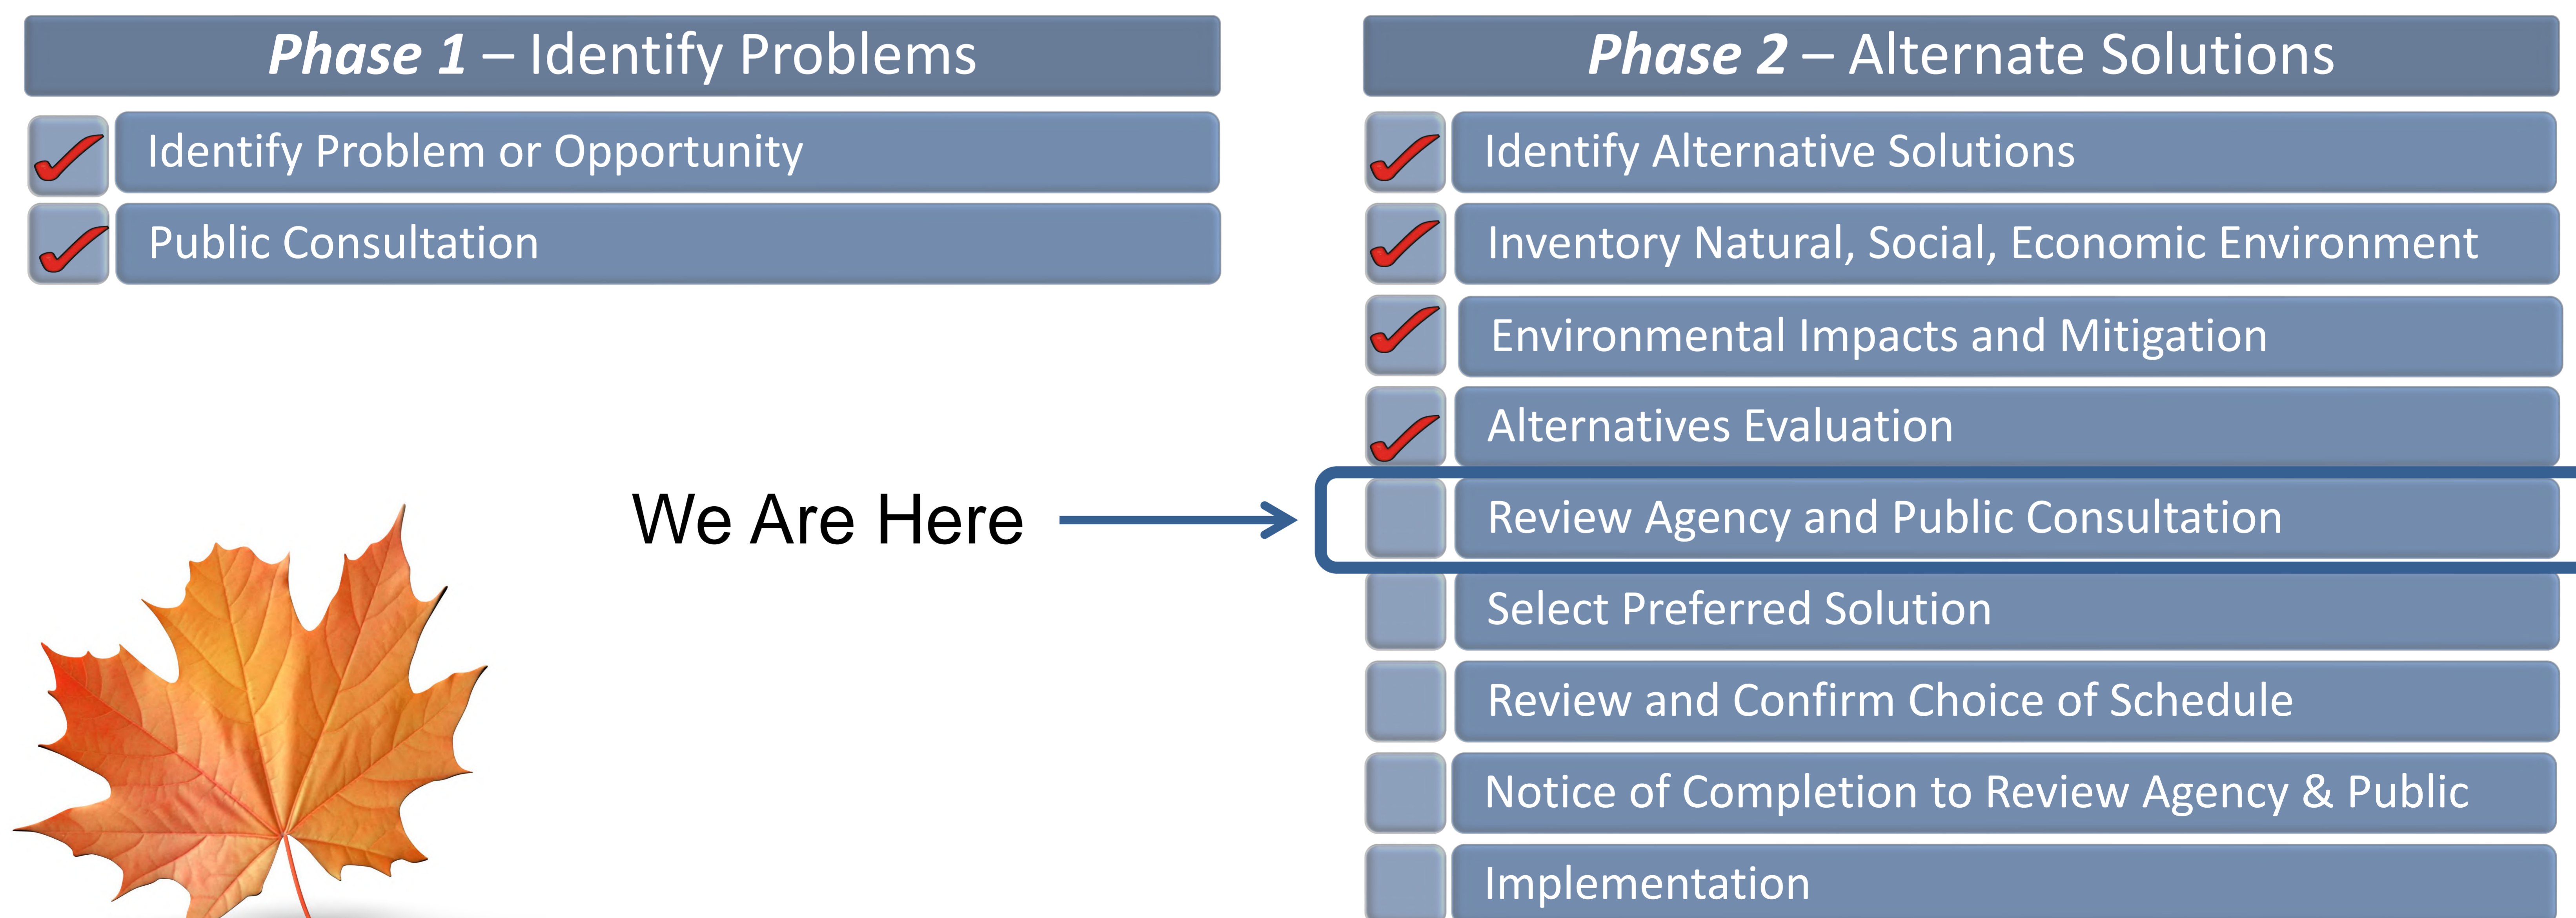 Phase 1 – Identify Problems
Identify Problem or Opportunity
Public Consultation
Phase 2 – Alternate Solutions
Identify Alternative Solutions
Inventory Natural, Social, Economic Environment
Environmental Impacts and Mitigation
Alternatives Evaluation
We Are Here
Review Agency and Public Consultation
Select Preferred Solution
Review and Confirm Choice of Schedule
Notice of Completion to Review Agency & Public
Implementation